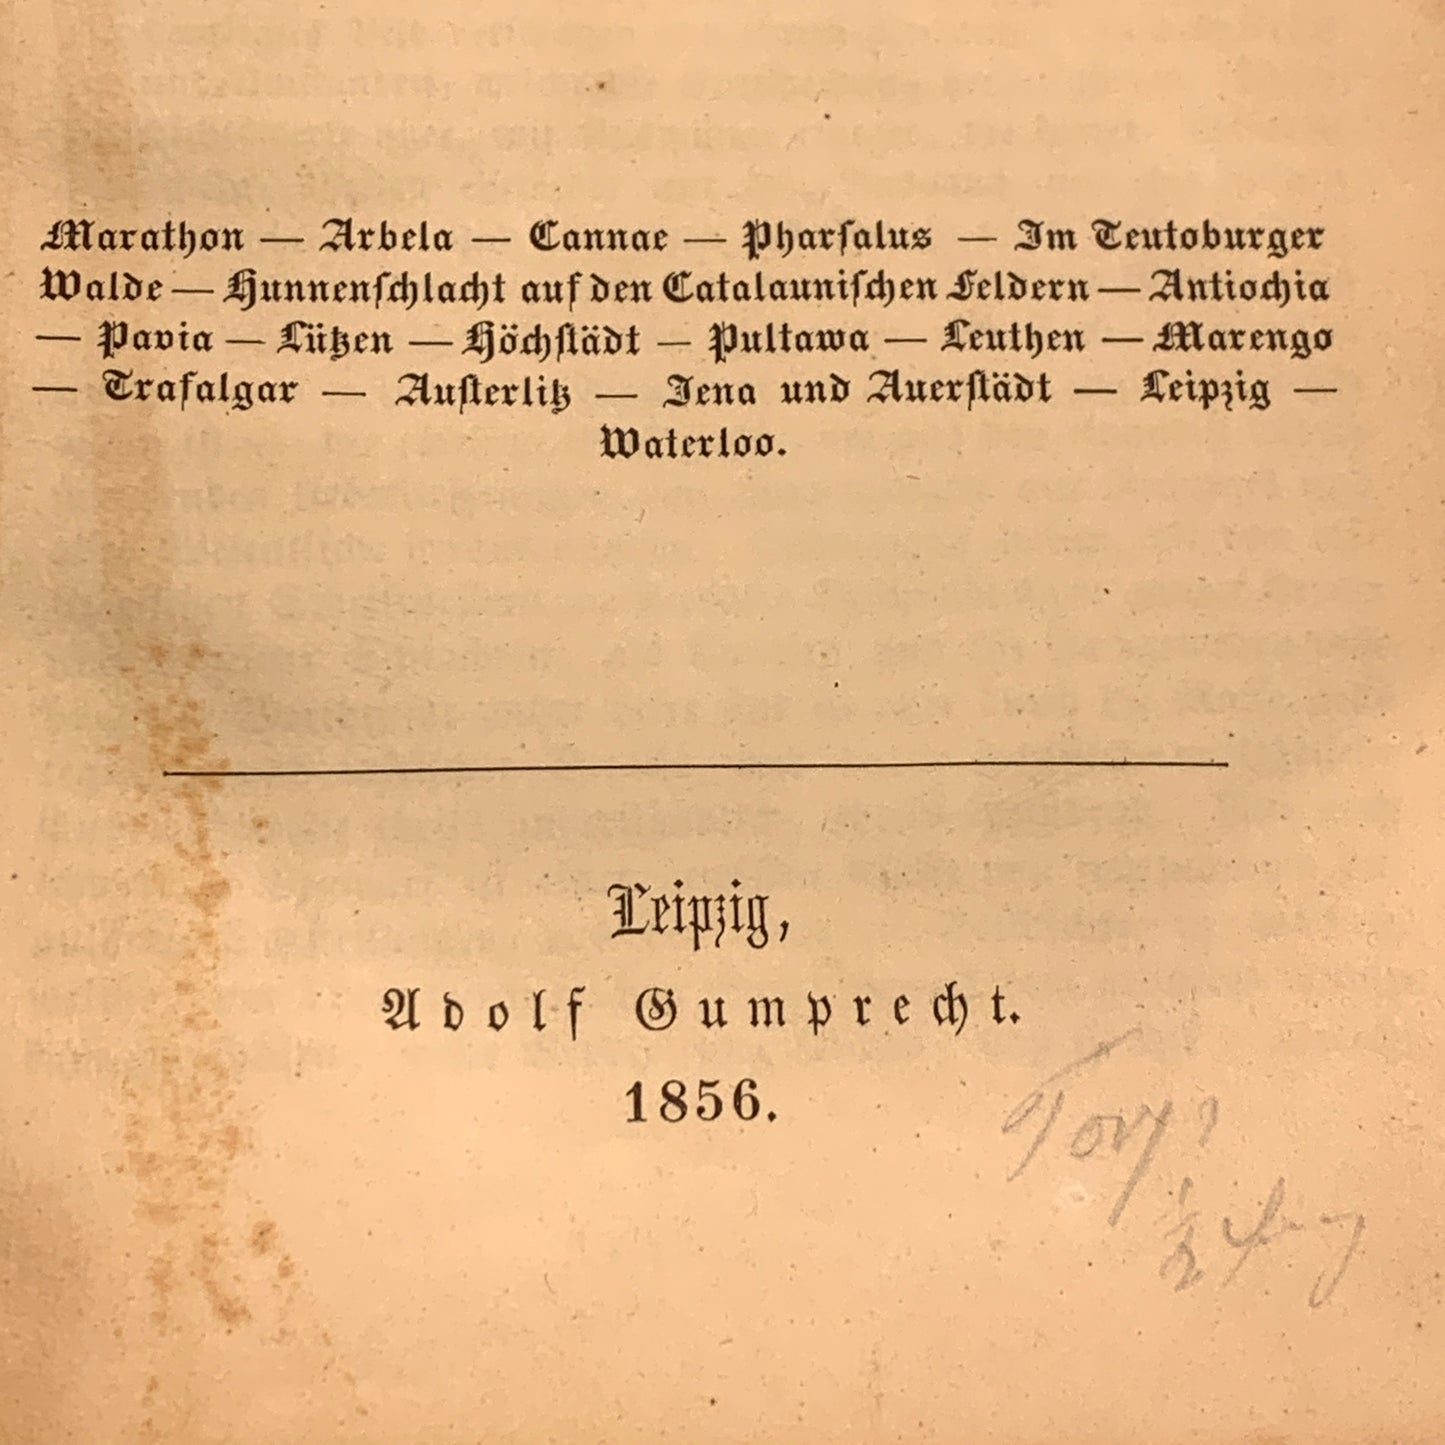 Marathon — Arbela — Cannae — Pharſalus — Im Teutoburger
Walde — Hunnenſchlacht auf den Catalauniſchen Feldern — Antiochia
— Pavia — Lützen — Höchſtädt — Pultawa — Leuthen — Marengo
— Trafalgar — Auſterlitz — Jena und Auerſtädt — Leipzig —
Waterloo.
Leipzig,
Adolf Gumprecht.
1856.